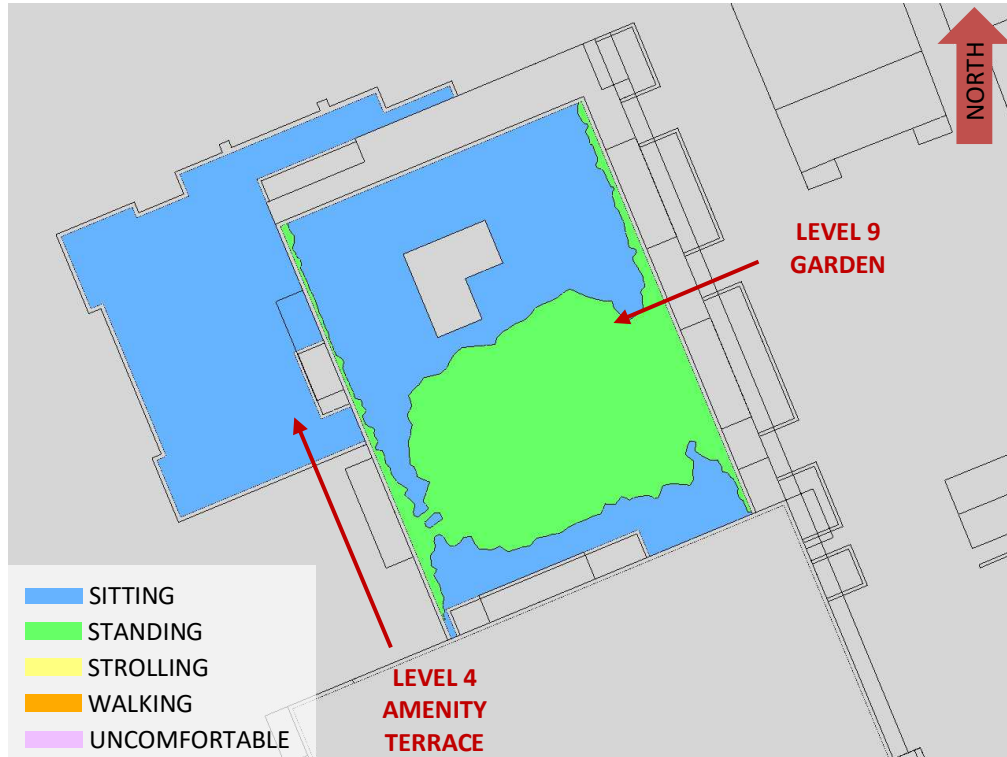 NORTH
LEVEL 9
GARDEN
SITTING
STANDING
STROLLING
WALKING
UNCOMFORTABLE
LEVEL 4
AMENITY
TERRACE